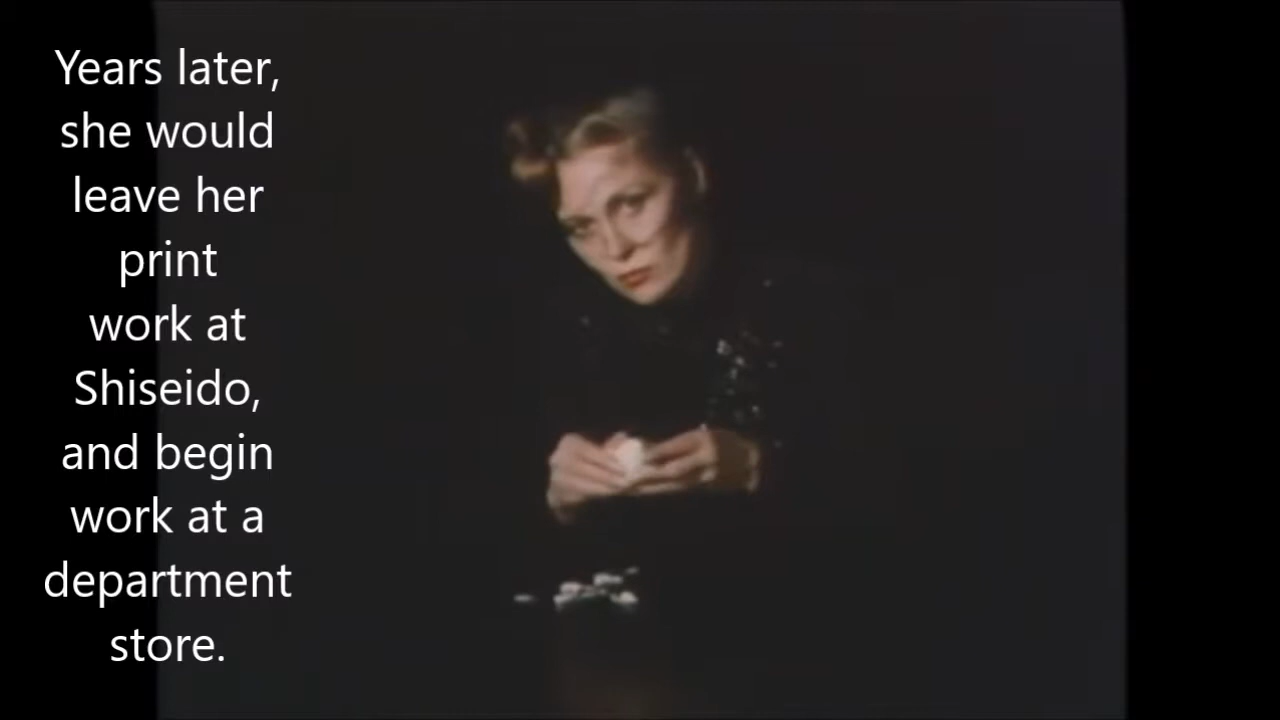 Years later,
she would
leave her
print
work at
Shiseido,
and begin
work at a
department
store.